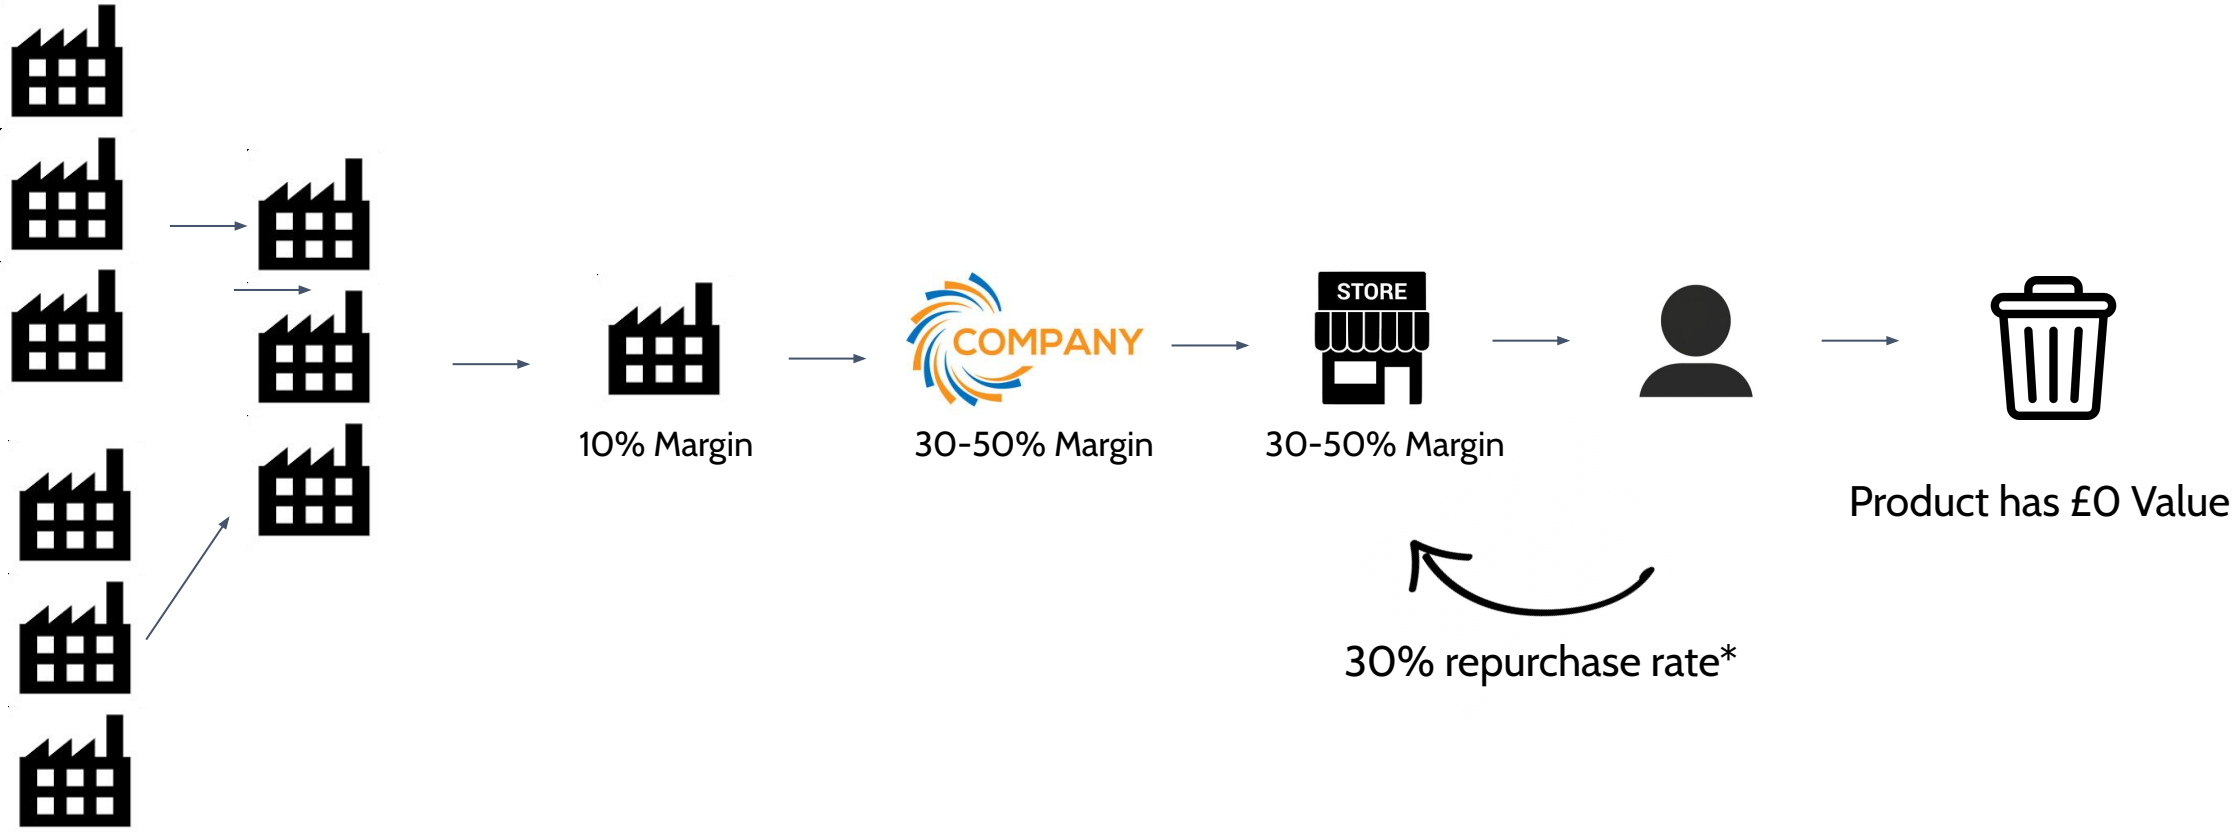 STORE
COMPANY
10% Margin
30-50% Margin
30-50% Margin
Product has £0 Value
30% repurchase rate*